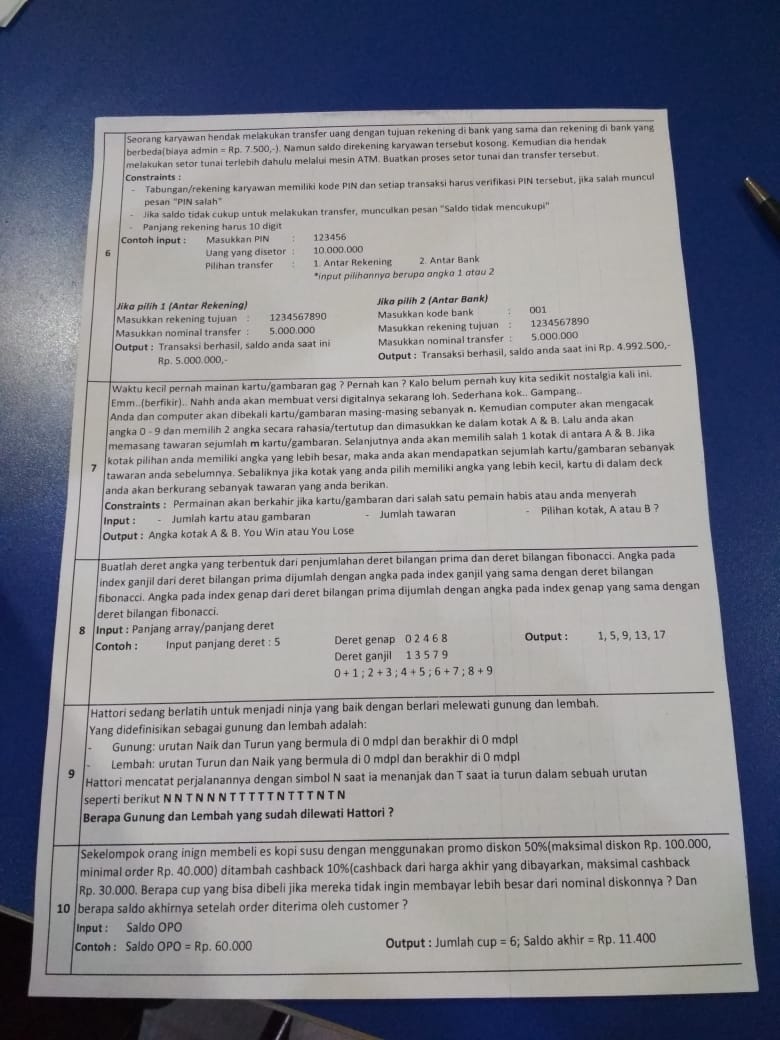 Seorang karyawan hendak melakukan transfer uang dengan tujuan rekening di bank yang sama dan rekening di bank yang
berbeda(biaya admin = Rp. 7.500,-). Namun saldo direkening karyawan tersebut kosong. Kemudian dia hendak
melakukan setor tunai terlebih dahulu melalui mesin ATM. Buatkan proses setor tunai dan transfer tersebut.
Constraints :
- Tabungan/rekening karyawan memiliki kode PIN dan setiap transaksi harus verifikasi PIN tersebut, jika salah muncul
pesan "PIN salah"
- Jika saldo tidak cukup untuk melakukan transfer, munculkan pesan "Saldo tidak mencukupi"
- Panjang rekening harus 10 digit
6 Contoh input : Masukkan PIN : 123456
Uang yang disetor : 10.000.000
Pilihan transfer : 1. Antar Rekening 2. Antar Bank
*input pilihannya berupa angka 1 atau 2
Jika pilih 1 (Antar Rekening) Jika pilih 2 (Antar Bank)
Masukkan rekening tujuan : 1234567890 Masukkan kode bank : 001
Masukkan nominal transfer : 5.000.000 Masukkan rekening tujuan : 1234567890
Output : Transaksi berhasil, saldo anda saat ini Masukkan nominal transfer : 5.000.000
Rp. 5.000.000,- Output : Transaksi berhasil, saldo anda saat ini Rp. 4.992.500,-
Waktu kecil pernah mainan kartu/gambaran gag ? Pernah kan ? Kalo belum pernah kuy kita sedikit nostalgia kali ini.
Emm..(berfikir).. Nahh anda akan membuat versi digitalnya sekarang loh. Sederhana kok.. Gampang..
Anda dan computer akan dibekali kartu/gambaran masing-masing sebanyak n. Kemudian computer akan mengacak
angka 0 - 9 dan memilih 2 angka secara rahasia/tertutup dan dimasukkan ke dalam kotak A & B. Lalu anda akan
memasang tawaran sejumlah m kartu/gambaran. Selanjutnya anda akan memilih salah 1 kotak di antara A & B. Jika
7 kotak pilihan anda memiliki angka yang lebih besar, maka anda akan mendapatkan sejumlah kartu/gambaran sebanyak
tawaran anda sebelumnya. Sebaliknya jika kotak yang anda pilih memiliki angka yang lebih kecil, kartu di dalam deck
anda akan berkurang sebanyak tawaran yang anda berikan.
Constraints : Permainan akan berkahir jika kartu/gambaran dari salah satu pemain habis atau anda menyerah
Input : - Jumlah kartu atau gambaran - Jumlah tawaran - Pilihan kotak, A atau B ?
Output : Angka kotak A & B. You Win atau You Lose
Buatlah deret angka yang terbentuk dari penjumlahan deret bilangan prima dan deret bilangan fibonacci. Angka pada
index ganjil dari deret bilangan prima dijumlah dengan angka pada index ganjil yang sama dengan deret bilangan
fibonacci. Angka pada index genap dari deret bilangan prima dijumlah dengan angka pada index genap yang sama dengan
deret bilangan fibonacci.
8 Input : Panjang array/panjang deret
Contoh : Input panjang deret : 5 Deret genap 0 2 4 6 8 Output : 1, 5, 9, 13, 17
Deret ganjil 1 3 5 7 9
0 + 1 ; 2 + 3 ; 4 + 5 ; 6 + 7 ; 8 + 9
Hattori sedang berlatih untuk menjadi ninja yang baik dengan berlari melewati gunung dan lembah.
Yang didefinisikan sebagai gunung dan lembah adalah:
- Gunung: urutan Naik dan Turun yang bermula di 0 mdpl dan berakhir di 0 mdpl
- Lembah: urutan Turun dan Naik yang bermula di 0 mdpl dan berakhir di 0 mdpl
9 Hattori mencatat perjalanannya dengan simbol N saat ia menanjak dan T saat ia turun dalam sebuah urutan
seperti berikut N N T N N N T T T T T N T T T N T N
Berapa Gunung dan Lembah yang sudah dilewati Hattori ?
Sekelompok orang inign membeli es kopi susu dengan menggunakan promo diskon 50%(maksimal diskon Rp. 100.000,
minimal order Rp. 40.000) ditambah cashback 10%(cashback dari harga akhir yang dibayarkan, maksimal cashback
Rp. 30.000. Berapa cup yang bisa dibeli jika mereka tidak ingin membayar lebih besar dari nominal diskonnya ? Dan
10 berapa saldo akhirnya setelah order diterima oleh customer ?
Input : Saldo OPO
Contoh : Saldo OPO = Rp. 60.000 Output : Jumlah cup = 6; Saldo akhir = Rp. 11.400